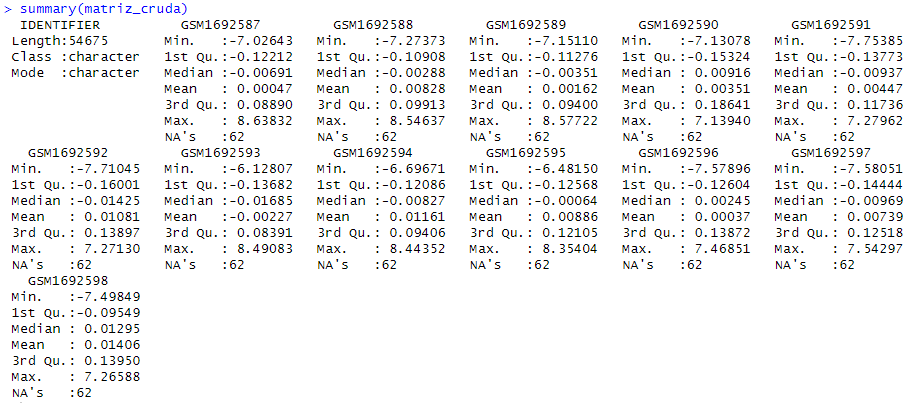 > summary(matriz_cruda)
  IDENTIFIER          GSM1692587         GSM1692588         GSM1692589         GSM1692590         GSM1692591
 Length:54675       Min.   :-7.02643   Min.   :-7.27373   Min.   :-7.15110   Min.   :-7.13078   Min.   :-7.75385
 Class :character   1st Qu.:-0.12212   1st Qu.:-0.10908   1st Qu.:-0.11276   1st Qu.:-0.15324   1st Qu.:-0.13773
 Mode  :character   Median :-0.00691   Median :-0.00288   Median :-0.00351   Median : 0.00916   Median :-0.00937
                    Mean   : 0.00047   Mean   : 0.00828   Mean   : 0.00162   Mean   : 0.00351   Mean   : 0.00447
                    3rd Qu.: 0.08890   3rd Qu.: 0.09913   3rd Qu.: 0.09400   3rd Qu.: 0.18641   3rd Qu.: 0.11736
                    Max.   : 8.63832   Max.   : 8.54637   Max.   : 8.57722   Max.   : 7.13940   Max.   : 7.27962
                    NA's   :62         NA's   :62         NA's   :62         NA's   :62         NA's   :62
   GSM1692592         GSM1692593         GSM1692594         GSM1692595         GSM1692596         GSM1692597
 Min.   :-7.71045   Min.   :-6.12807   Min.   :-6.69671   Min.   :-6.48150   Min.   :-7.57896   Min.   :-7.58051
 1st Qu.:-0.16001   1st Qu.:-0.13682   1st Qu.:-0.12086   1st Qu.:-0.12568   1st Qu.:-0.12604   1st Qu.:-0.14444
 Median :-0.01425   Median :-0.01685   Median :-0.00827   Median :-0.00064   Median : 0.00245   Median :-0.00969
 Mean   : 0.01081   Mean   :-0.00227   Mean   : 0.01161   Mean   : 0.00886   Mean   : 0.00037   Mean   : 0.00739
 3rd Qu.: 0.13897   3rd Qu.: 0.08391   3rd Qu.: 0.09406   3rd Qu.: 0.12105   3rd Qu.: 0.13872   3rd Qu.: 0.12518
 Max.   : 7.27130   Max.   : 8.49083   Max.   : 8.44352   Max.   : 8.35404   Max.   : 7.46851   Max.   : 7.54297
 NA's   :62         NA's   :62         NA's   :62         NA's   :62         NA's   :62         NA's   :62
   GSM1692598
 Min.   :-7.49849
 1st Qu.:-0.09549
 Median : 0.01295
 Mean   : 0.01406
 3rd Qu.: 0.13950
 Max.   : 7.26588
 NA's   :62